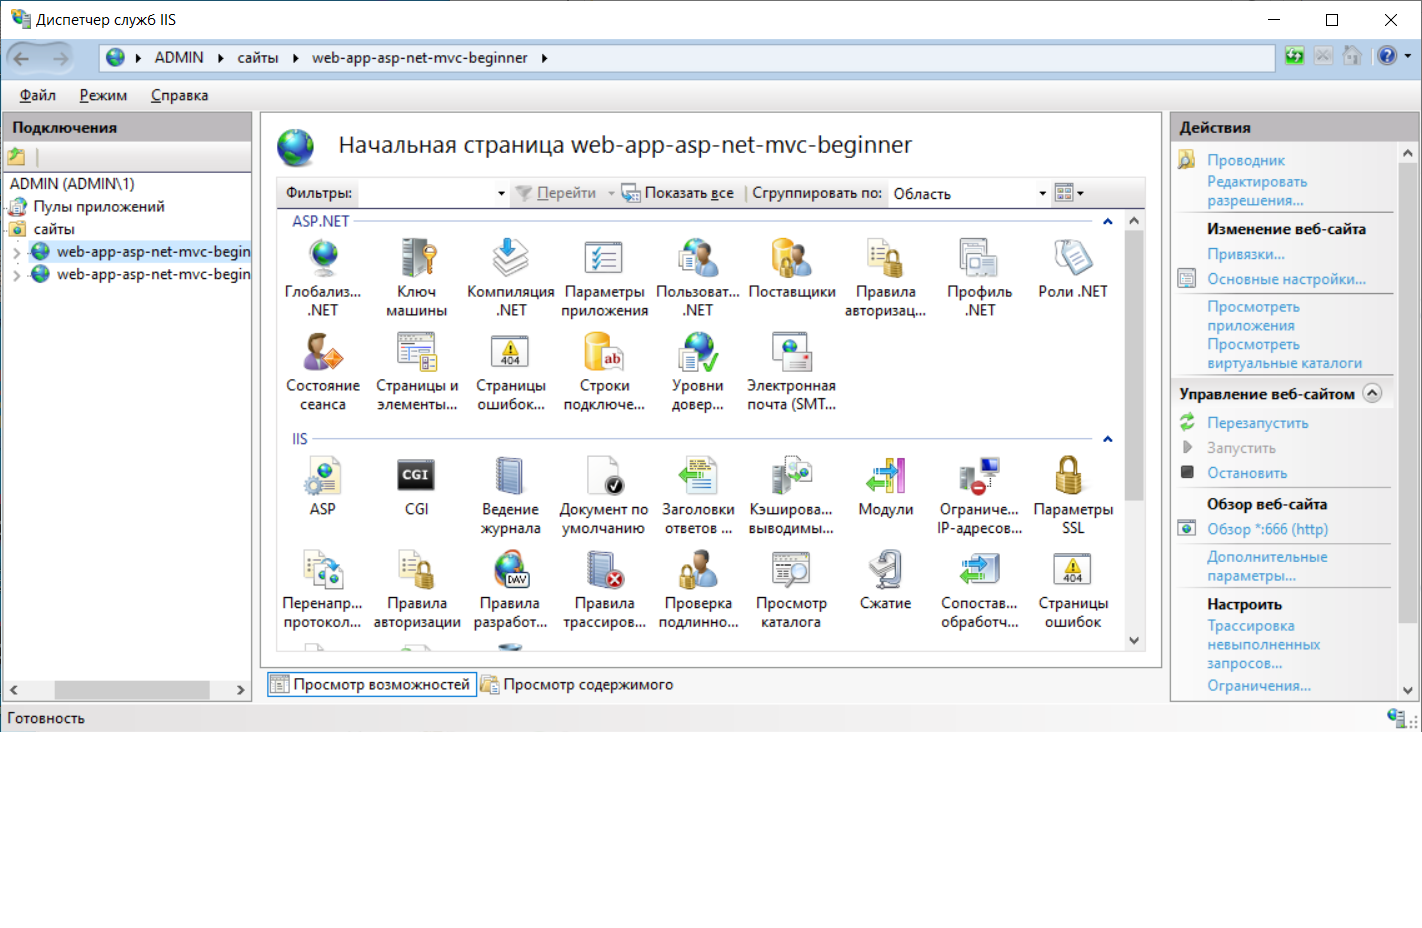 Диспетчер служб IIS
ADMIN
сайты
web-app-asp-net-mvc-beginner
Файл
Режим
Справка
Подключения
ADMIN (ADMIN\1)
Пулы приложений
сайты
web-app-asp-net-mvc-begin
web-app-asp-net-mvc-begin
Начальная страница web-app-asp-net-mvc-beginner
Фильтры:
Перейти
Показать все
Сгруппировать по:
Область
ASP.NET
Глобализ... .NET
Ключ машины
Компиляция .NET
Параметры приложения
Пользоват... .NET
Поставщики
Правила авторизац...
Профиль .NET
Роли .NET
Состояние сеанса
Страницы и элементы...
404
Страницы ошибок...
ab
Строки подключе...
Уровни довер...
Электронная почта (SMT...
IIS
ASP
CGI
CGI
Ведение журнала
Документ по умолчанию
Заголовки ответов ...
Кэширова... выводимы...
Модули
Ограниче... IP-адресов...
Параметры SSL
Перенапр... протокол...
Правила авторизации
DAV
Правила разработ...
Правила трассиров...
Проверка подлинно...
Просмотр каталога
Сжатие
Сопостав... обработч...
404
Страницы ошибок
Просмотр возможностей
Просмотр содержимого
Действия
Проводник
Редактировать
разрешения...
Изменение веб-сайта
Привязки...
Основные настройки...
Просмотреть
приложения
Просмотреть
виртуальные каталоги
Управление веб-сайтом
Перезапустить
Запустить
Остановить
Обзор веб-сайта
Обзор *:666 (http)
Дополнительные
параметры...
Настроить
Трассировка
невыполненных
запросов...
Ограничения...
Готовность